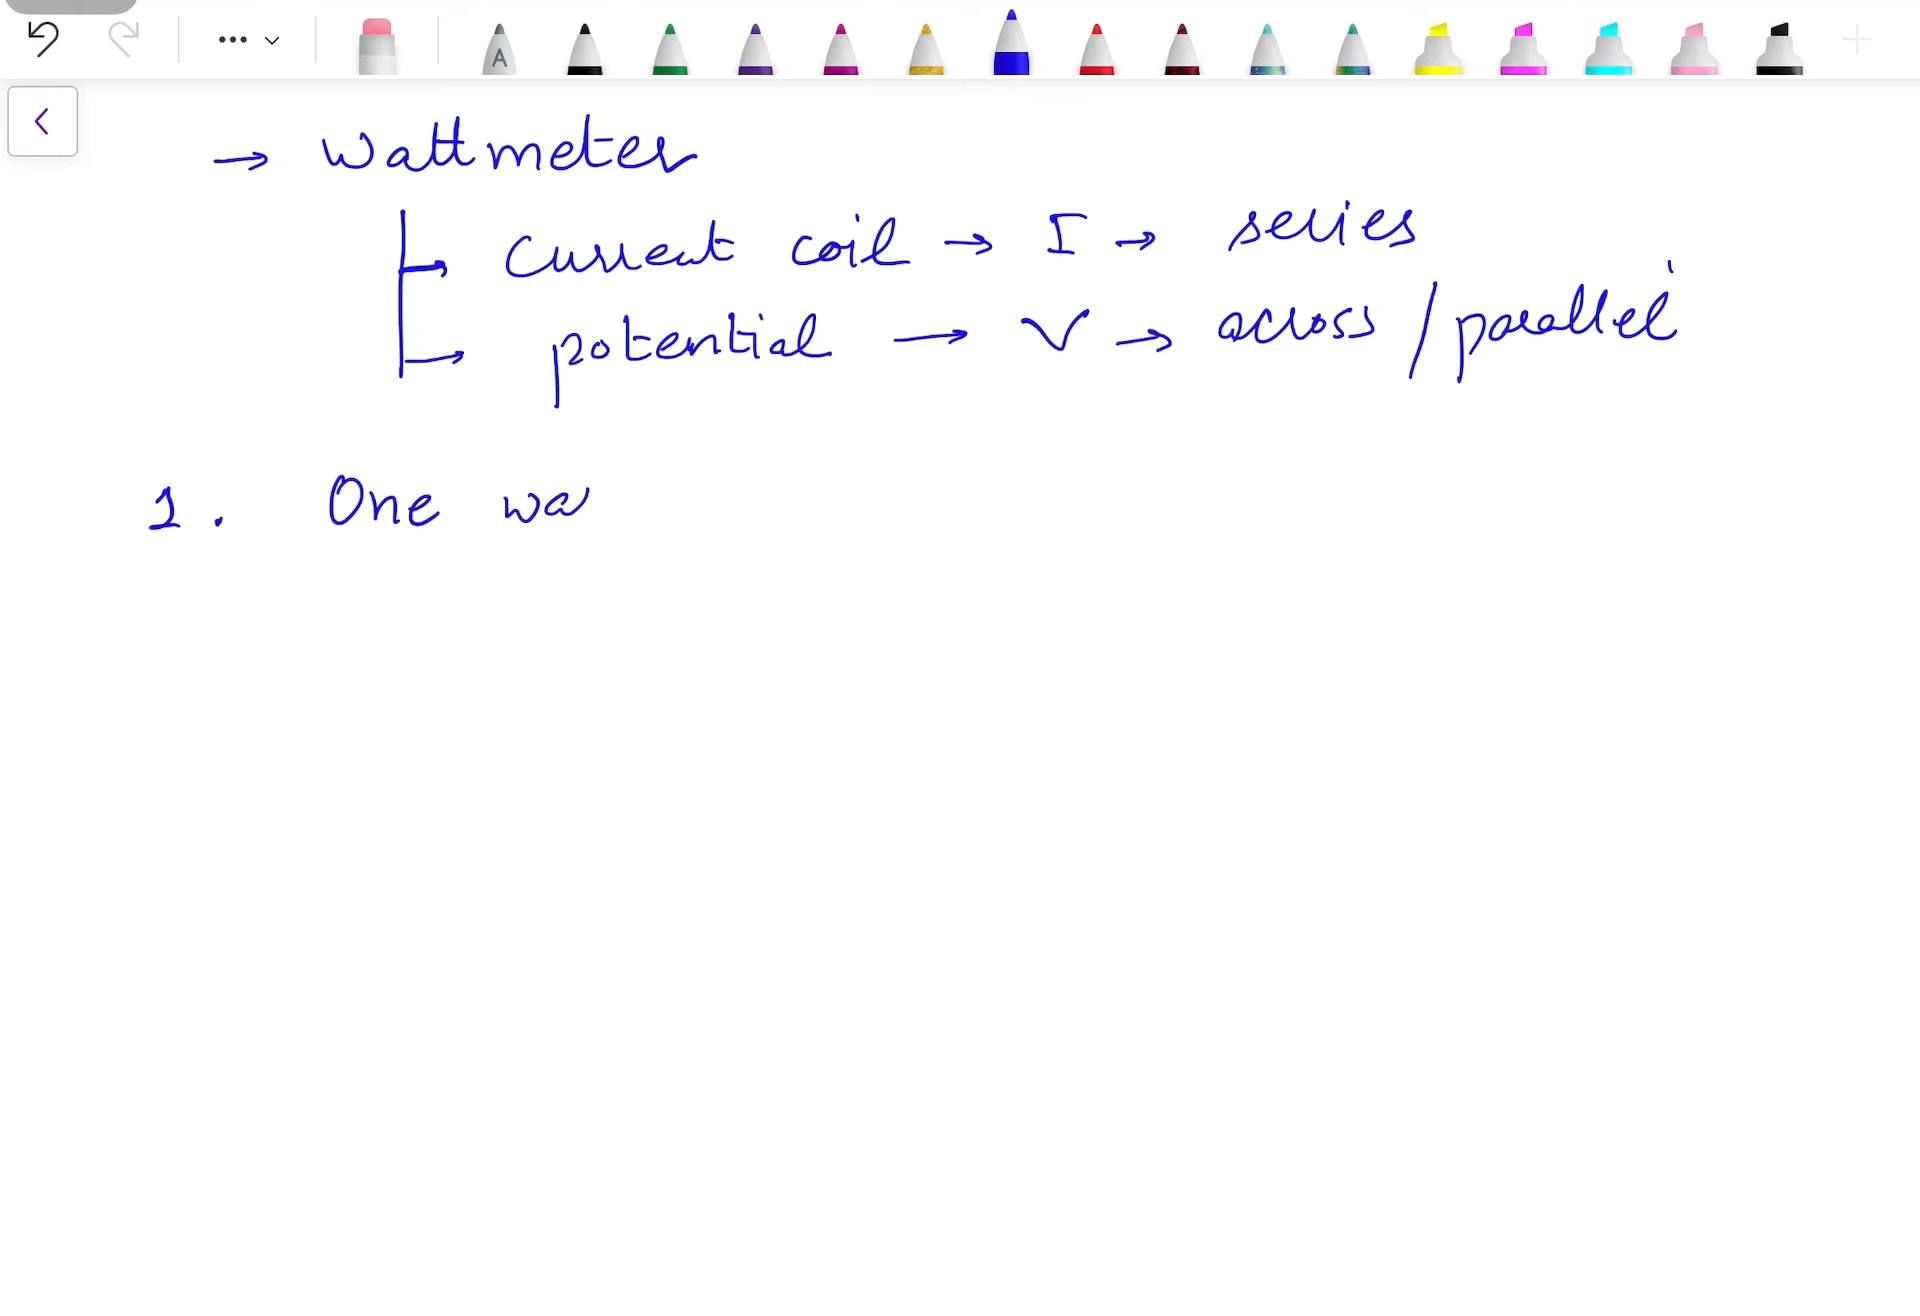 A
→ Wattmeter
Current coil → I → series
potential → V → across / parallel
1. One wa